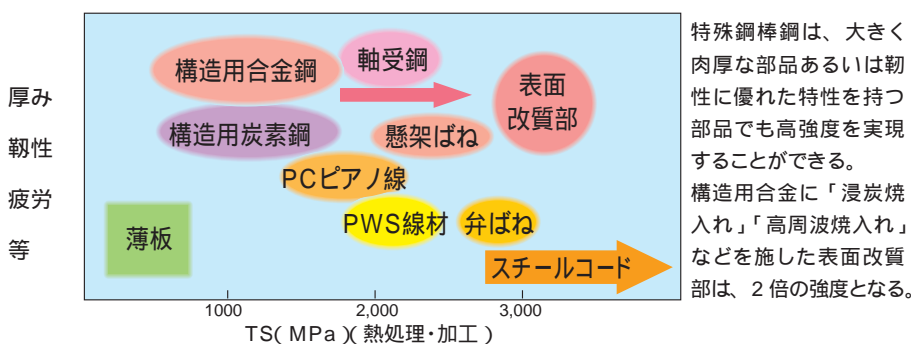 厚み
靭性
疲労
等
構造用合金鋼
軸受鋼
表面
改質部
構造用炭素鋼
懸架ばね
PCピアノ線
PWS線材
弁ばね
薄板
スチールコード
1000
2,000
3,000
TS(MPa)(熱処理・加工)
特殊鋼棒鋼は、大きく
肉厚な部品あるいは靭
性に優れた特性を持つ
部品でも高強度を実現
することができる。
構造用合金に「浸炭焼
入れ」「高周波焼入れ」
などを施した表面改質
部は、2倍の強度となる。